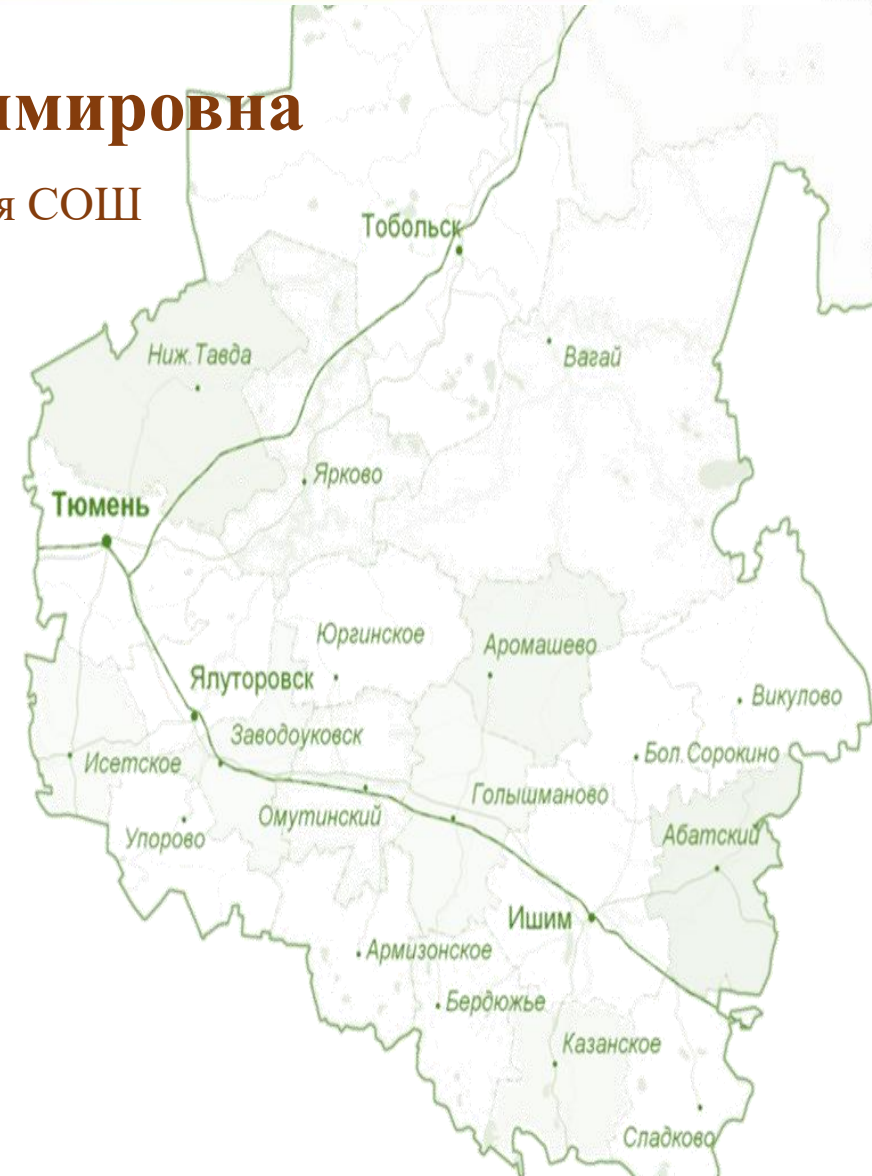 имировна
я СОШ
Тобольск
Ниж.Тавда
Вагай
Ярково
Тюмень
Юргинское
Аромашево
Ялуторовск
Викулово
Заводоуковск
Бол.Сорокино
Исетское
Голышманово
Омутинский
Упорово
Абатский
Ишим
Армизонское
Бердюжье
Казанское
Сладково